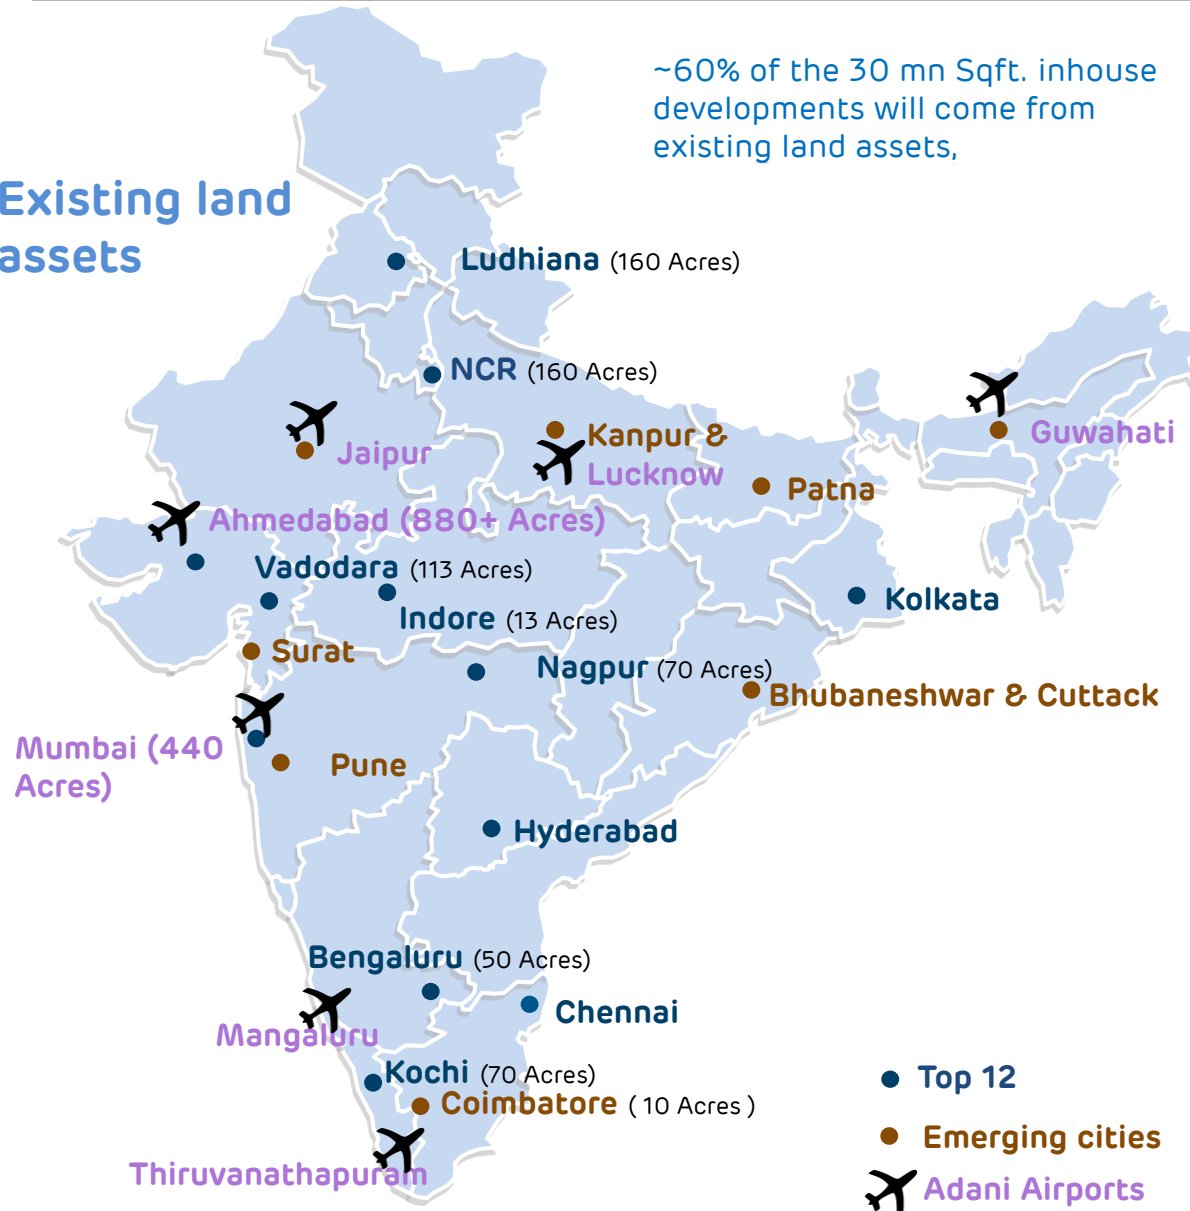 ~60% of the 30 mn Sqft. inhouse
developments will come from
existing land assets,
Existing land
assets
Ludhiana (160 Acres)
NCR (160 Acres)
Jaipur
Kanpur &
Lucknow
Guwahati
Patna
Ahmedabad (880+ Acres)
Vadodara (113 Acres)
Indore (13 Acres)
Kolkata
Surat
Nagpur (70 Acres)
Bhubaneshwar & Cuttack
Mumbai (440
Acres)
Pune
Hyderabad
Bengaluru (50 Acres)
Chennai
Mangaluru
Kochi (70 Acres)
Coimbatore ( 10 Acres )
Thiruvanathapuram
Top 12
Emerging cities
Adani Airports